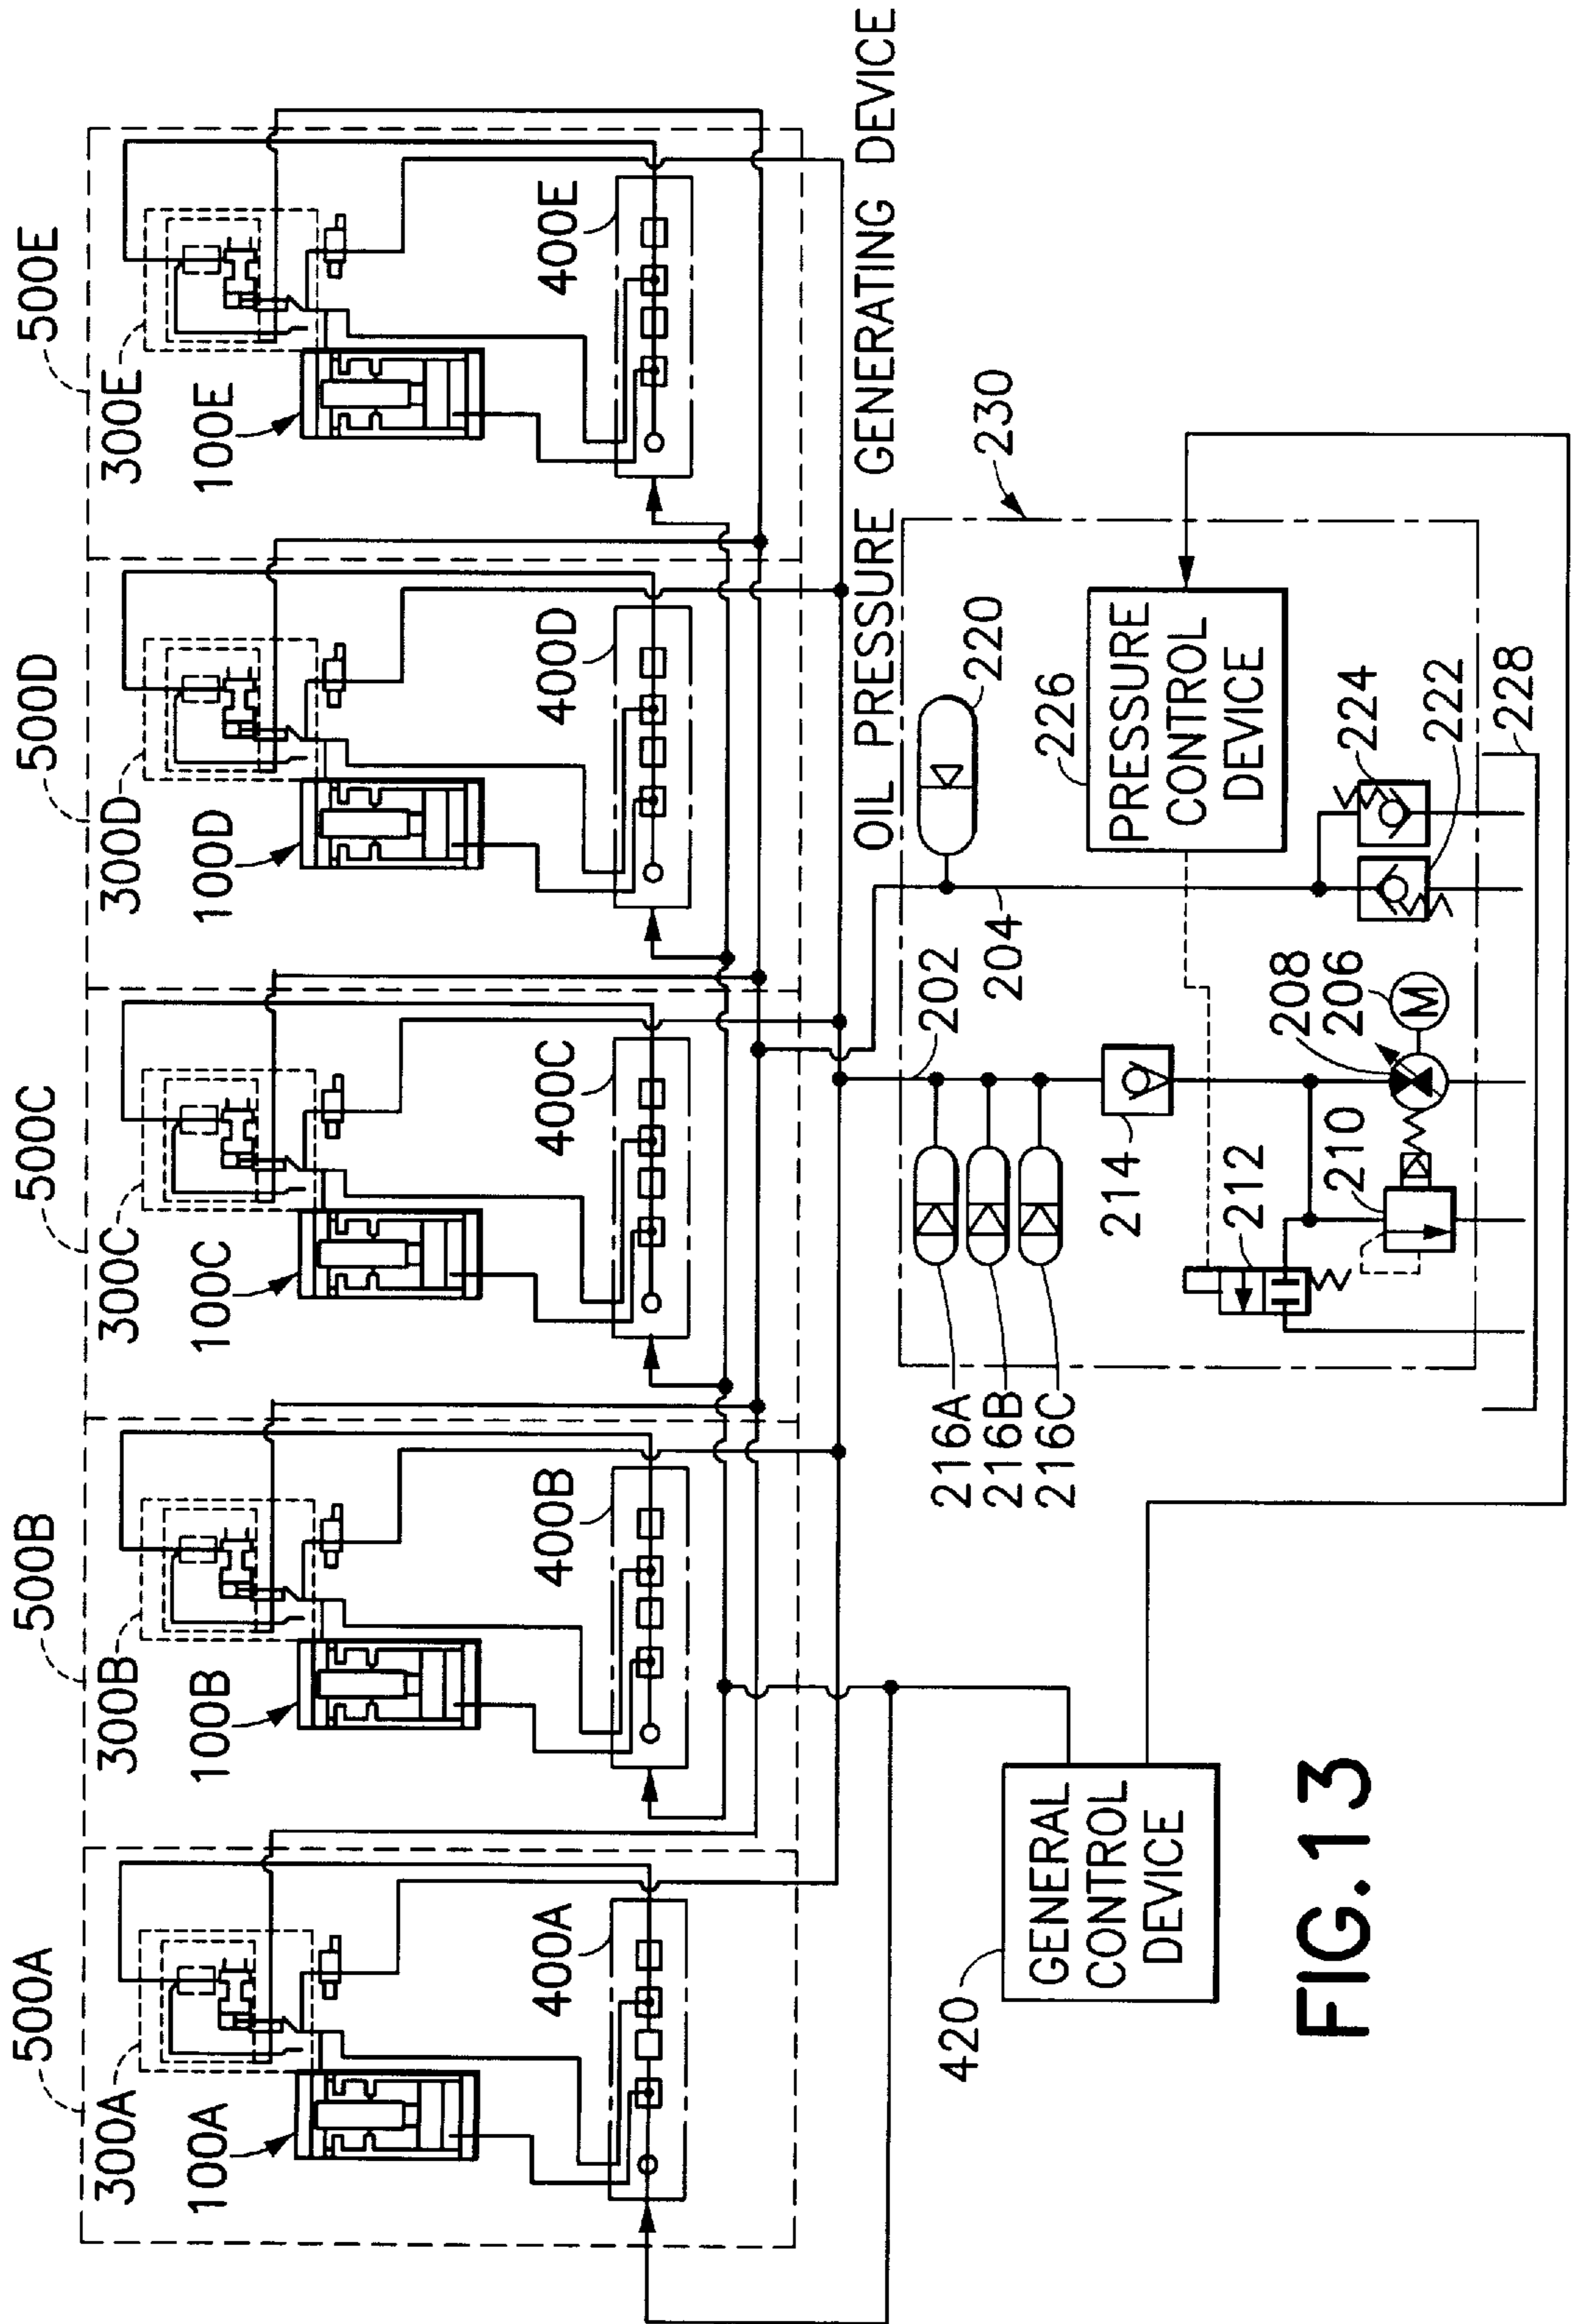 500A
500B
500C
500D
500E
300A
300B
300C
300D
300E
100A
100B
100C
100D
100E
400A
400B
400C
400D
400E
OIL PRESSURE GENERATING DEVICE
230
202
204
220
226
PRESSURE
CONTROL
DEVICE
216A
216B
216C
214
212
210
208
206
M
224
222
228
420
GENERAL
CONTROL
DEVICE
FIG.13